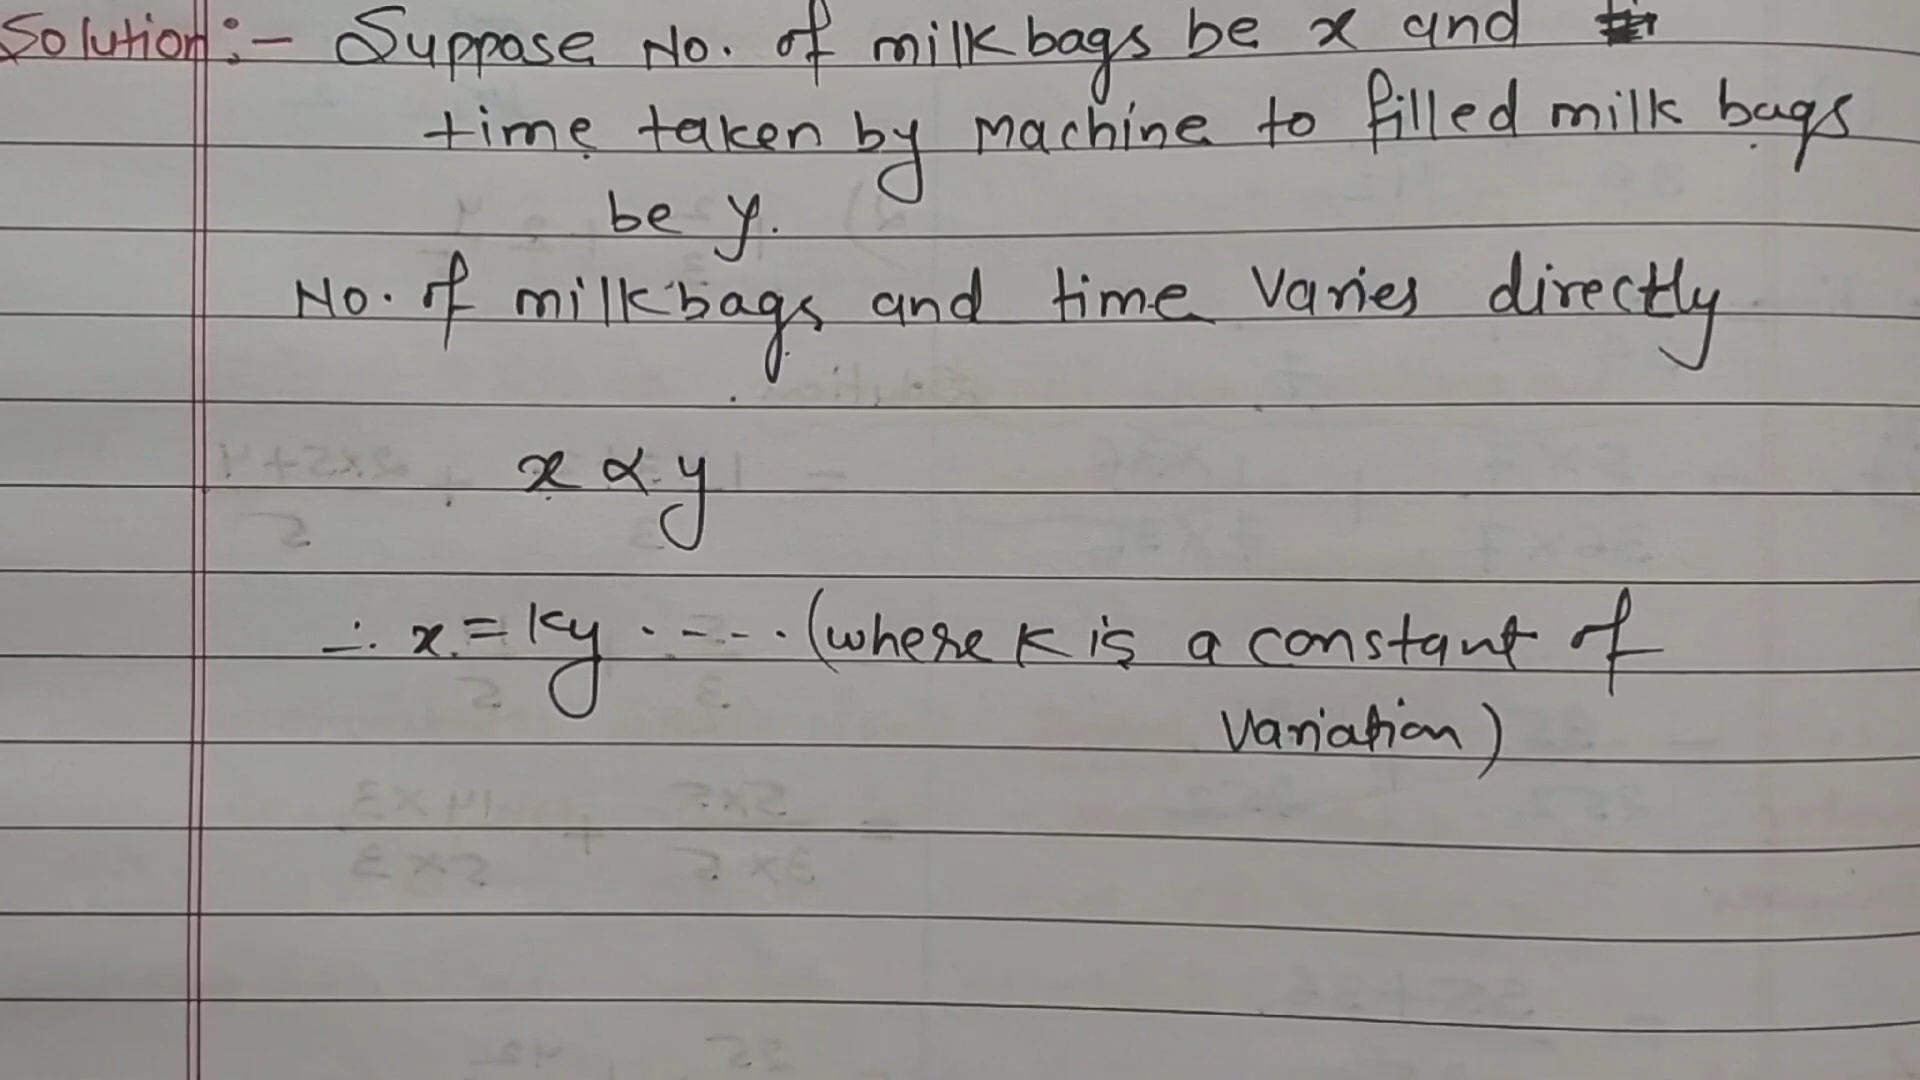 Solution:- Suppose No. of milk bags be x and
time taken by machine to filled milk bags
be y.
No. of milk bags and time varies directly
x ∝ y
∴ x = ky ..... (where K is a constant of
variation)